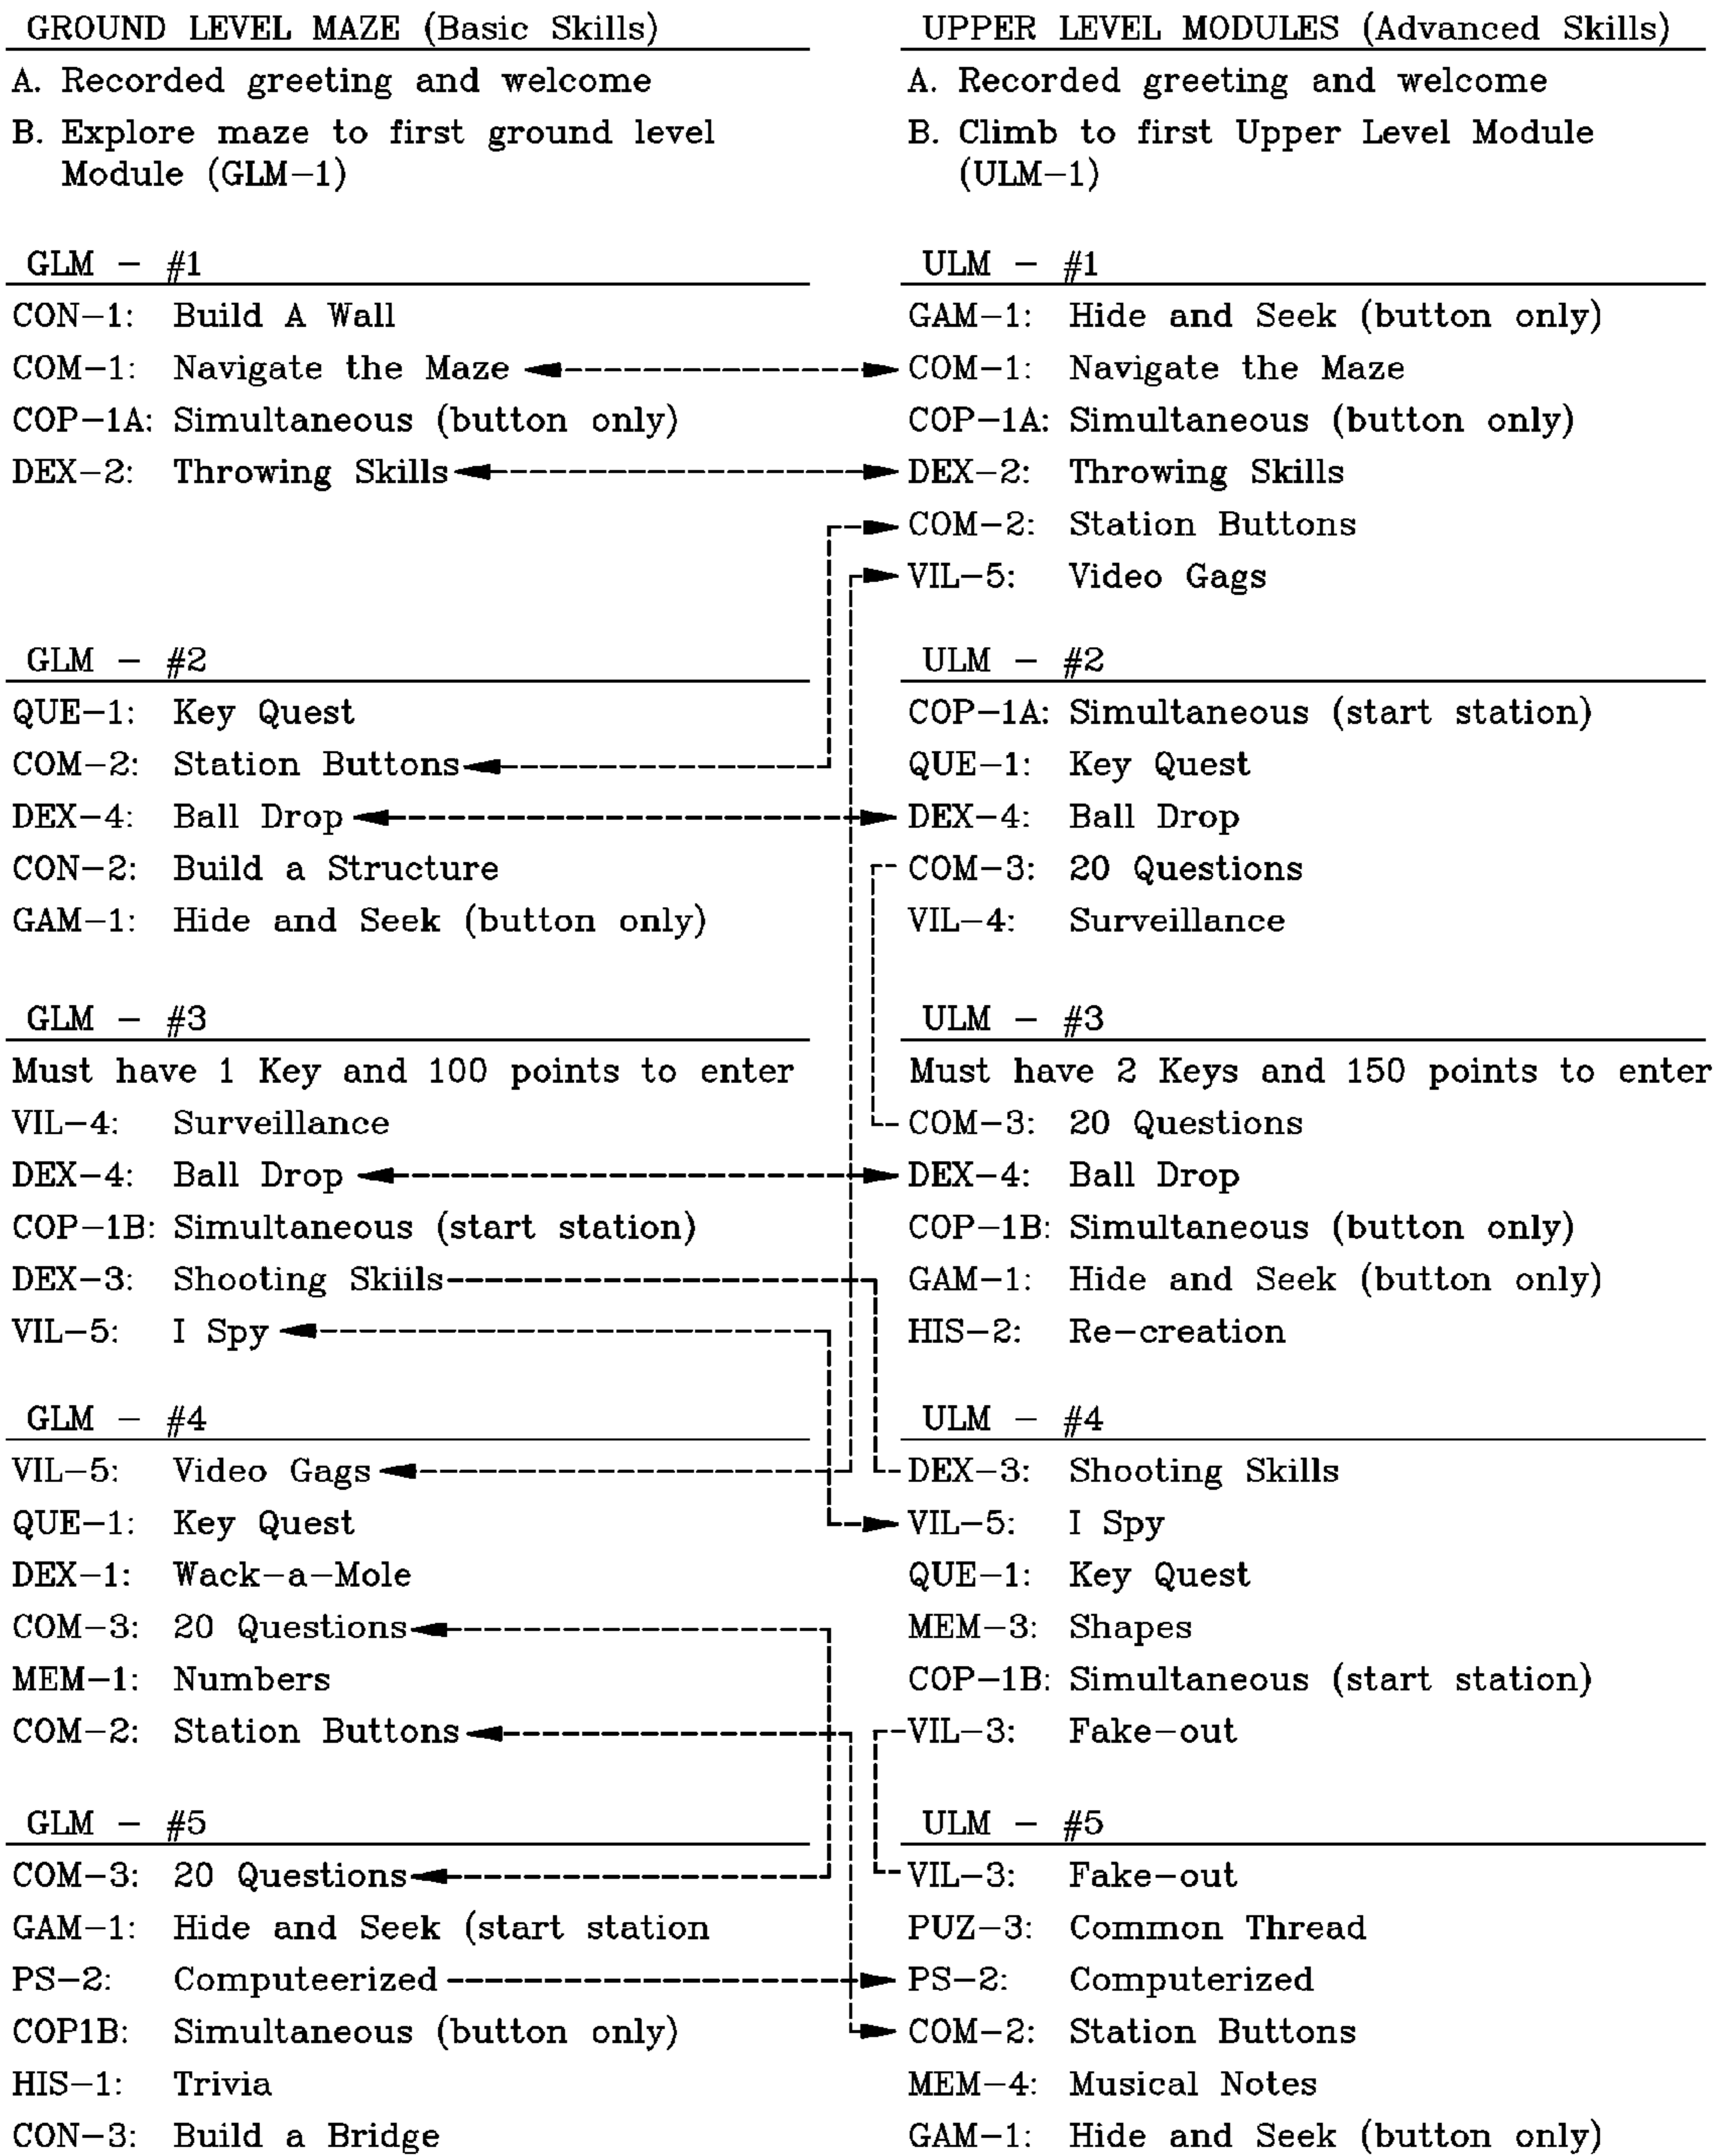 GROUND LEVEL MAZE (Basic Skills)
A. Recorded greeting and welcome
B. Explore maze to first ground level
Module (GLM-1)
GLM - #1
CON-1: Build A Wall
COM-1: Navigate the Maze
COP-1A: Simultaneous (button only)
DEX-2: Throwing Skills
GLM - #2
QUE-1: Key Quest
COM-2: Station Buttons
DEX-4: Ball Drop
CON-2: Build a Structure
GAM-1: Hide and Seek (button only)
GLM - #3
Must have 1 Key and 100 points to enter
VIL-4: Surveillance
DEX-4: Ball Drop
COP-1B: Simultaneous (start station)
DEX-3: Shooting Skiils
VIL-5: I Spy
GLM - #4
VIL-5: Video Gags
QUE-1: Key Quest
DEX-1: Wack-a-Mole
COM-3: 20 Questions
MEM-1: Numbers
COM-2: Station Buttons
GLM - #5
COM-3: 20 Questions
GAM-1: Hide and Seek (start station
PS-2: Computeerized
COP1B: Simultaneous (button only)
HIS-1: Trivia
CON-3: Build a Bridge
UPPER LEVEL MODULES (Advanced Skills)
A. Recorded greeting and welcome
B. Climb to first Upper Level Module
(ULM-1)
ULM - #1
GAM-1: Hide and Seek (button only)
COM-1: Navigate the Maze
COP-1A: Simultaneous (button only)
DEX-2: Throwing Skills
COM-2: Station Buttons
VIL-5: Video Gags
ULM - #2
COP-1A: Simultaneous (start station)
QUE-1: Key Quest
DEX-4: Ball Drop
COM-3: 20 Questions
VIL-4: Surveillance
ULM - #3
Must have 2 Keys and 150 points to enter
COM-3: 20 Questions
DEX-4: Ball Drop
COP-1B: Simultaneous (button only)
GAM-1: Hide and Seek (button only)
HIS-2: Re-creation
ULM - #4
DEX-3: Shooting Skills
VIL-5: I Spy
QUE-1: Key Quest
MEM-3: Shapes
COP-1B: Simultaneous (start station)
VIL-3: Fake-out
ULM - #5
VIL-3: Fake-out
PUZ-3: Common Thread
PS-2: Computerized
COM-2: Station Buttons
MEM-4: Musical Notes
GAM-1: Hide and Seek (button only)